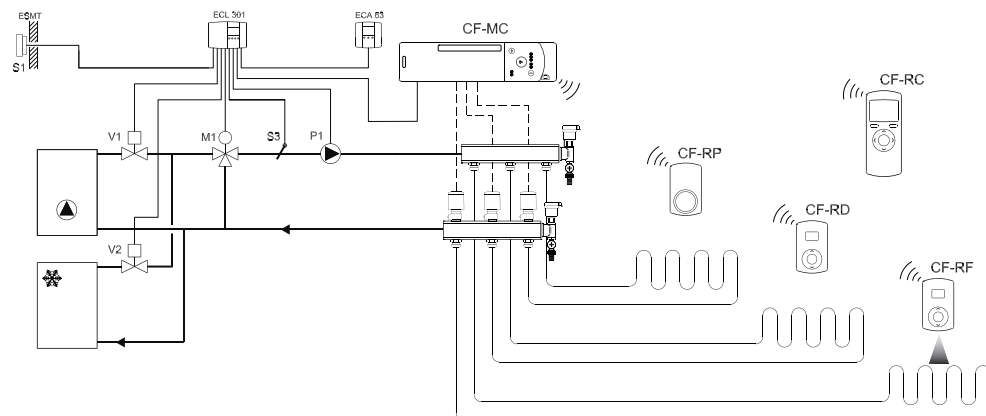 ESMT
ECL 301
ECA 63
CF-MC
S1
CF-RC
V1
M1
S3
P1
CF-RP
CF-RD
V2
CF-RF